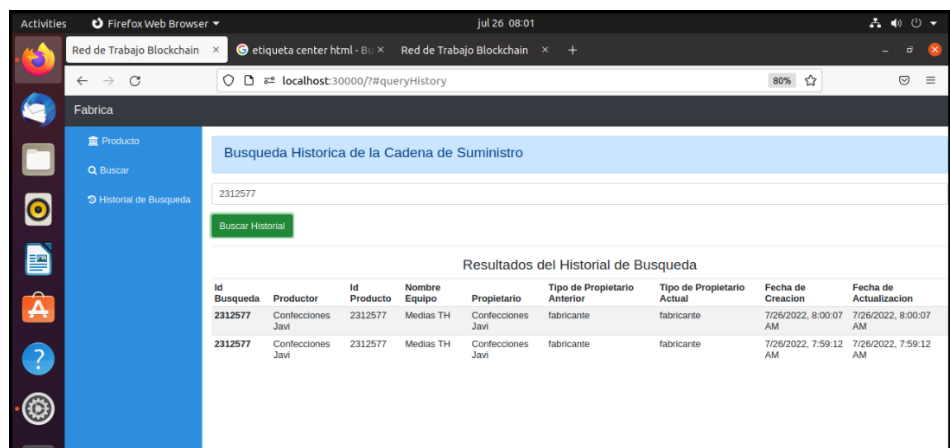 Activities Firefox Web Browser jul 26 08:01
Red de Trabajo Blockchain × etiqueta center html - Bu × Red de Trabajo Blockchain × +
localhost:30000/?#queryHistory 80%
Fabrica
Producto
Buscar
Historial de Busqueda
Busqueda Historica de la Cadena de Suministro
2312577
Buscar Historial
Resultados del Historial de Busqueda
Id Busqueda Productor Id Producto Nombre Equipo Propietario Tipo de Propietario Anterior Tipo de Propietario Actual Fecha de Creacion Fecha de Actualizacion
2312577 Confecciones Javi 2312577 Medias TH Confecciones Javi fabricante fabricante 7/26/2022, 8:00:07 AM 7/26/2022, 8:00:07 AM
2312577 Confecciones Javi 2312577 Medias TH Confecciones Javi fabricante fabricante 7/26/2022, 7:59:12 AM 7/26/2022, 7:59:12 AM